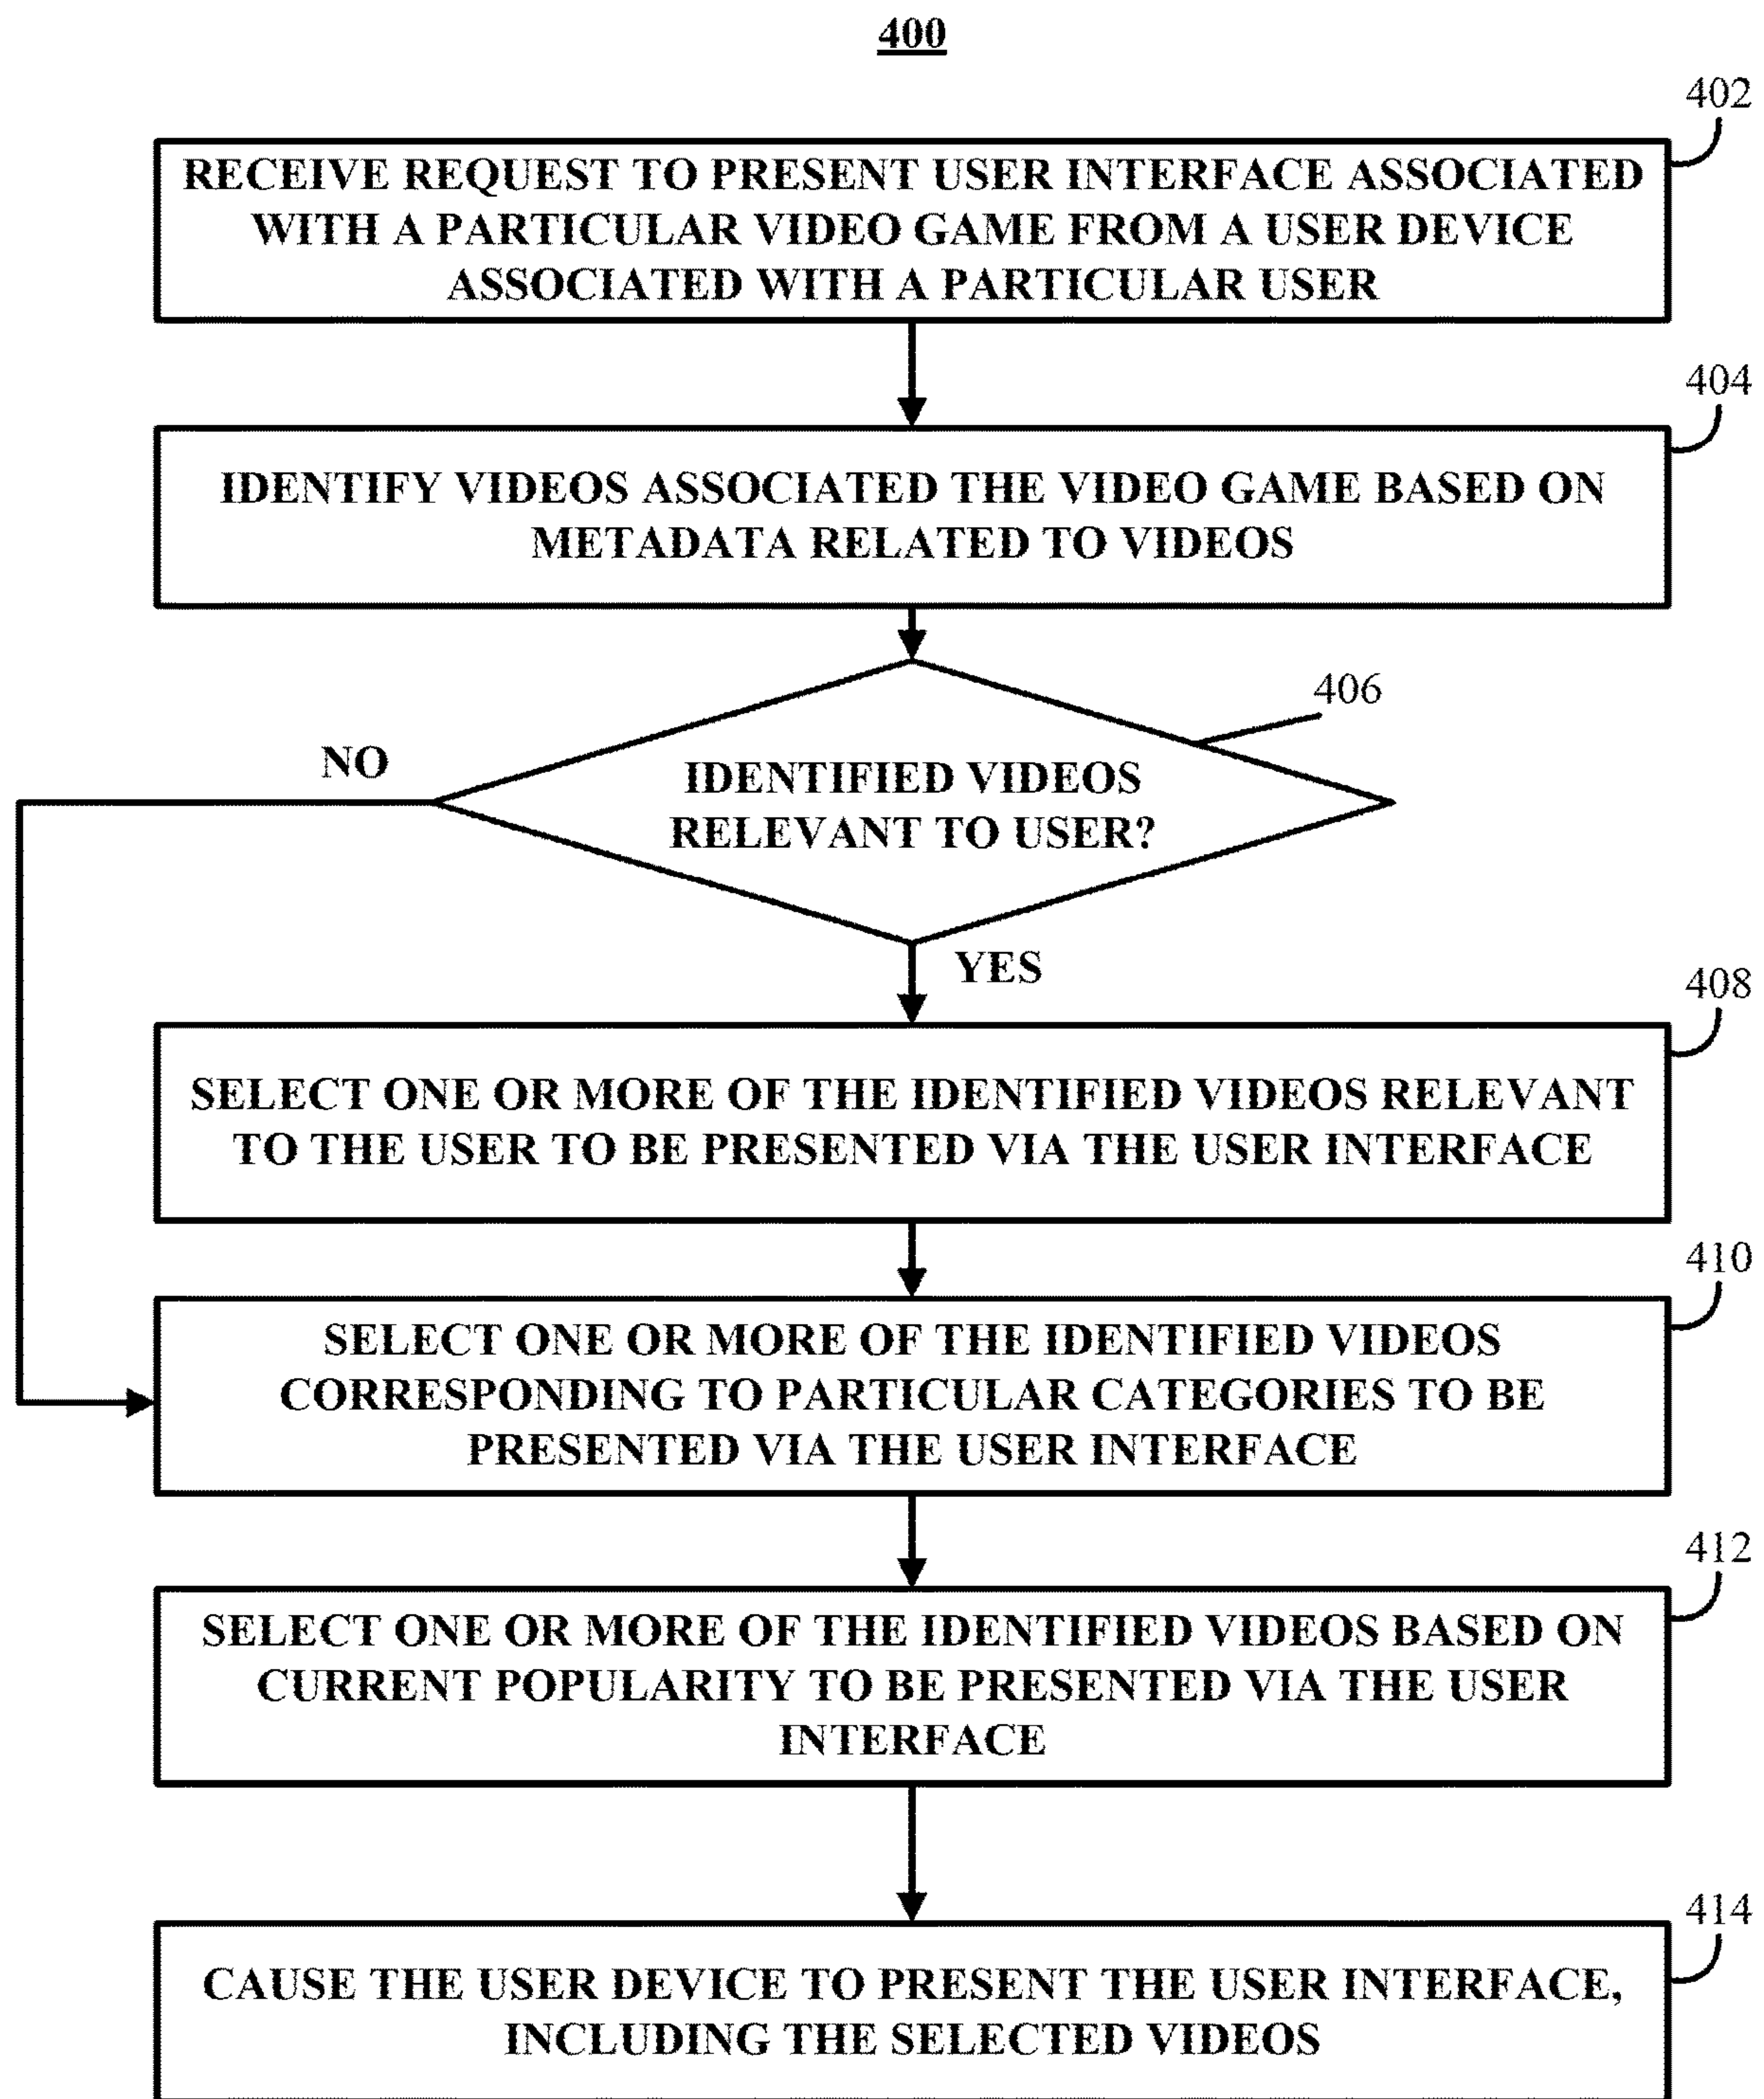 400
402
RECEIVE REQUEST TO PRESENT USER INTERFACE ASSOCIATED
WITH A PARTICULAR VIDEO GAME FROM A USER DEVICE
ASSOCIATED WITH A PARTICULAR USER
404
IDENTIFY VIDEOS ASSOCIATED THE VIDEO GAME BASED ON
METADATA RELATED TO VIDEOS
406
NO
IDENTIFIED VIDEOS
RELEVANT TO USER?
YES
408
SELECT ONE OR MORE OF THE IDENTIFIED VIDEOS RELEVANT
TO THE USER TO BE PRESENTED VIA THE USER INTERFACE
410
SELECT ONE OR MORE OF THE IDENTIFIED VIDEOS
CORRESPONDING TO PARTICULAR CATEGORIES TO BE
PRESENTED VIA THE USER INTERFACE
412
SELECT ONE OR MORE OF THE IDENTIFIED VIDEOS BASED ON
CURRENT POPULARITY TO BE PRESENTED VIA THE USER
INTERFACE
414
CAUSE THE USER DEVICE TO PRESENT THE USER INTERFACE,
INCLUDING THE SELECTED VIDEOS